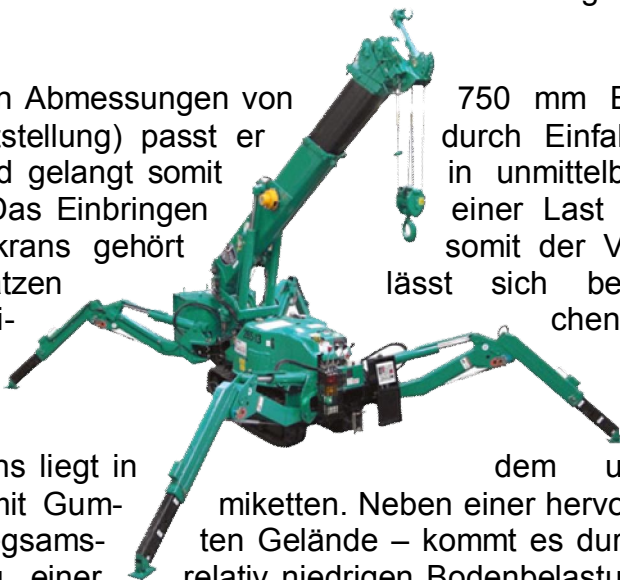 g
n Abmessungen von 750 mm B
tstellung) passt er durch Einfa
d gelangt somit in unmittelb
Das Einbringen einer Last
krans gehört somit der V
tzen lässt sich be
i- chen
ns liegt in dem u
mit Gum- miketten. Neben einer hervo
gsams- ten Gelände – kommt es dur
einer relativ niedrigen Bodenbelastu